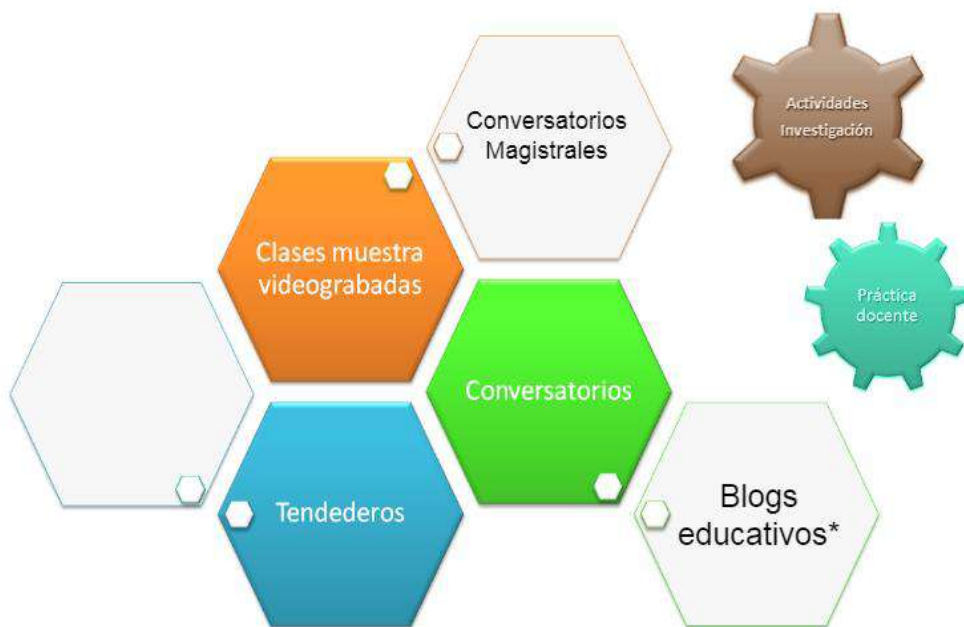 Conversatorios
Magistrales
Actividades
Investigación
Clases muestra
videograbadas
Práctica
docente
Conversatorios
Tendederos
Blogs
educativos*